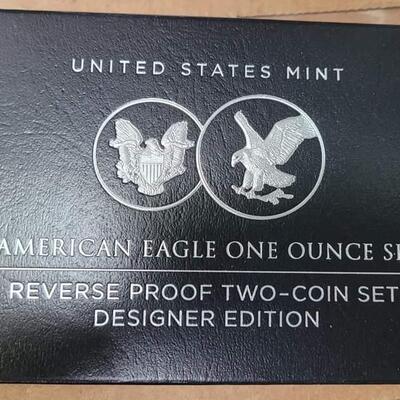 UNITED STATES MINT
AMERICAN EAGLE ONE OUNCE
REVERSE PROOF TWO-COIN SET
DESIGNER EDITION